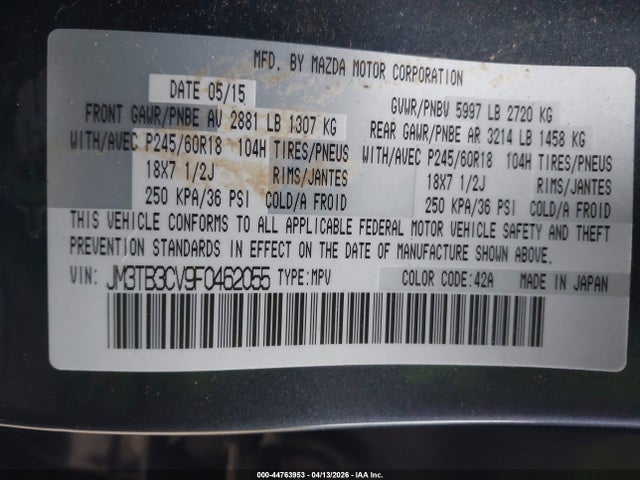 MFD. BY MAZDA MOTOR CORPORATION
DATE 05/15
GVWR/PNBV 5997 LB 2720 KG
FRONT GAWR/PNBE AV 2881 LB 1307 KG
REAR GAWR/PNBE AR 3214 LB 1458 KG
WITH/AVEC P245/60R18 104H TIRES/PNEUS
WITH/AVEC P245/60R18 104H TIRES/PNEUS
18X7 1/2J RIMS/JANTES
18X7 1/2J RIMS/JANTES
250 KPA/36 PSI COLD/A FROID
250 KPA/36 PSI COLD/A FROID
THIS VEHICLE CONFORMS TO ALL APPLICABLE FEDERAL MOTOR VEHICLE SAFETY AND THEFT
PREVENTION STANDARDS IN EFFECT ON THE DATE OF MANUFACTURE SHOWN ABOVE.
VIN: JM3TB3CV9F0462055 TYPE:MPV COLOR CODE:42A MADE IN JAPAN
000-44763953 | 04/13/2026 | IAA Inc.